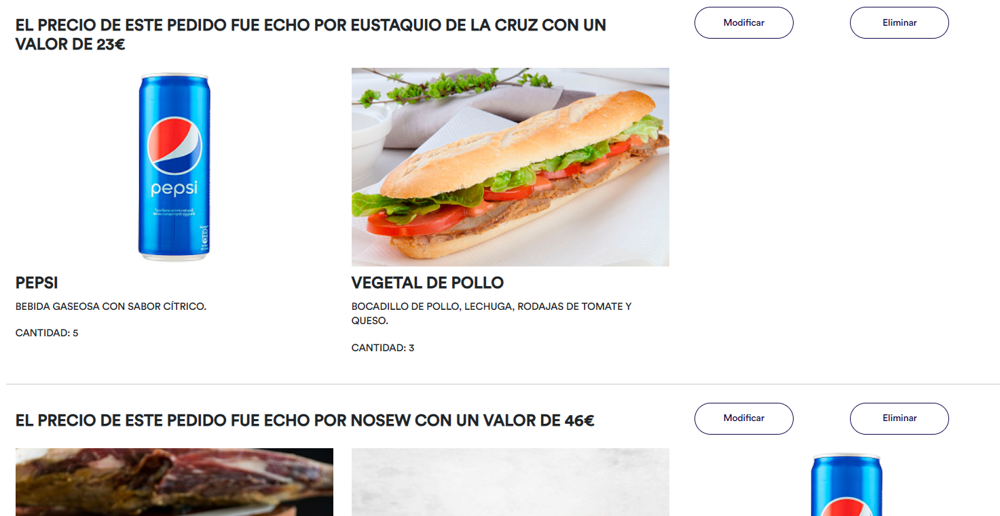 EL PRECIO DE ESTE PEDIDO FUE ECHO POR EUSTAQUIO DE LA CRUZ CON UN
VALOR DE 23€
Modificar
Eliminar
pepsi
PEPSI
BEBIDA GASEOSA CON SABOR CÍTRICO.
CANTIDAD: 5
VEGETAL DE POLLO
BOCADILLO DE POLLO, LECHUGA, RODAJAS DE TOMATE Y
QUESO.
CANTIDAD: 3
EL PRECIO DE ESTE PEDIDO FUE ECHO POR NOSEW CON UN VALOR DE 46€
Modificar
Eliminar